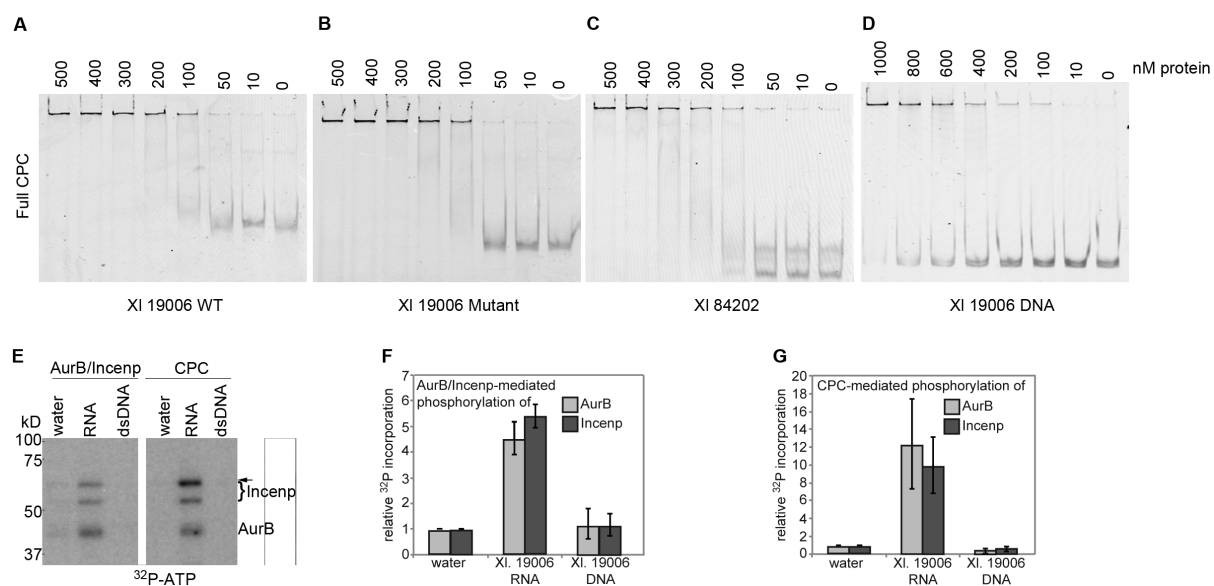 A
B
C
D
500 400 300 200 100 50 10 0
500 400 300 200 100 50 10 0
500 400 300 200 100 50 10 0
1000 800 600 400 200 100 10 0
nM protein
Full CPC
Xl 19006 WT
Xl 19006 Mutant
Xl 84202
Xl 19006 DNA
E
AurB/Incenp CPC
water RNA dsDNA water RNA dsDNA
kD
100
75
50
37
Incenp
AurB
32P-ATP
F
AurB/Incenp-mediated
phosphorylation of
AurB
Incenp
relative 32P incorporation
7
6
5
4
3
2
1
0
water
Xl. 19006
RNA
Xl. 19006
DNA
G
CPC-mediated phosphorylation of
AurB
Incenp
relative 32P incorporation
20
18
16
14
12
10
8
6
4
2
0
water
Xl. 19006
RNA
Xl. 19006
DNA